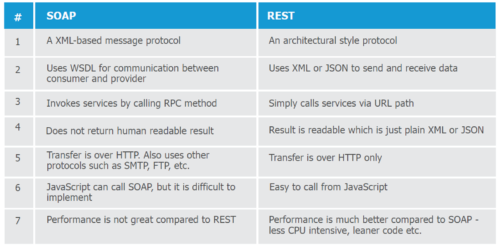 # SOAP REST
1 A XML-based message protocol An architectural style protocol
2 Uses WSDL for communication between consumer and provider Uses XML or JSON to send and receive data
3 Invokes services by calling RPC method Simply calls services via URL path
4 Does not return human readable result Result is readable which is just plain XML or JSON
5 Transfer is over HTTP. Also uses other protocols such as SMTP, FTP, etc. Transfer is over HTTP only
6 JavaScript can call SOAP, but it is difficult to implement Easy to call from JavaScript
7 Performance is not great compared to REST Performance is much better compared to SOAP - less CPU intensive, leaner code etc.